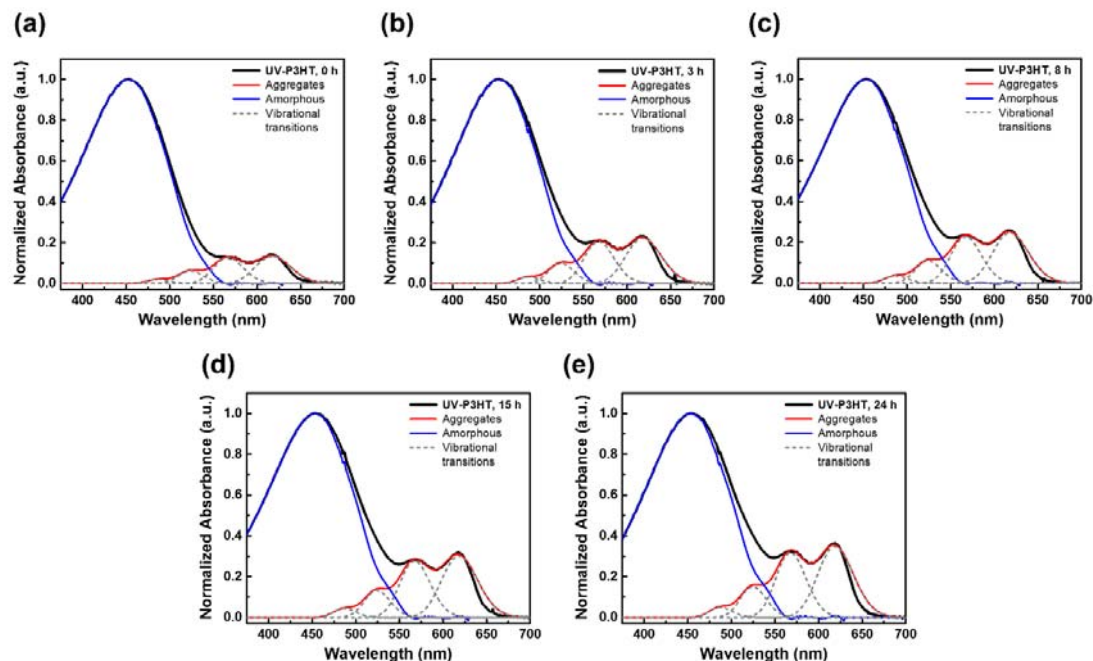 (a)
Normalized Absorbance (a.u.)
1.0
0.8
0.6
0.4
0.2
0.0
UV-P3HT, 0 h
Aggregates
Amorphous
Vibrational
transitions
400 450 500 550 600 650 700
Wavelength (nm)
(b)
Normalized Absorbance (a.u.)
1.0
0.8
0.6
0.4
0.2
0.0
UV-P3HT, 3 h
Aggregates
Amorphous
Vibrational
transitions
400 450 500 550 600 650 700
Wavelength (nm)
(c)
Normalized Absorbance (a.u.)
1.0
0.8
0.6
0.4
0.2
0.0
UV-P3HT, 8 h
Aggregates
Amorphous
Vibrational
transitions
400 450 500 550 600 650 700
Wavelength (nm)
(d)
Normalized Absorbance (a.u.)
1.0
0.8
0.6
0.4
0.2
0.0
UV-P3HT, 15 h
Aggregates
Amorphous
Vibrational
transitions
400 450 500 550 600 650 700
Wavelength (nm)
(e)
Normalized Absorbance (a.u.)
1.0
0.8
0.6
0.4
0.2
0.0
UV-P3HT, 24 h
Aggregates
Amorphous
Vibrational
transitions
400 450 500 550 600 650 700
Wavelength (nm)